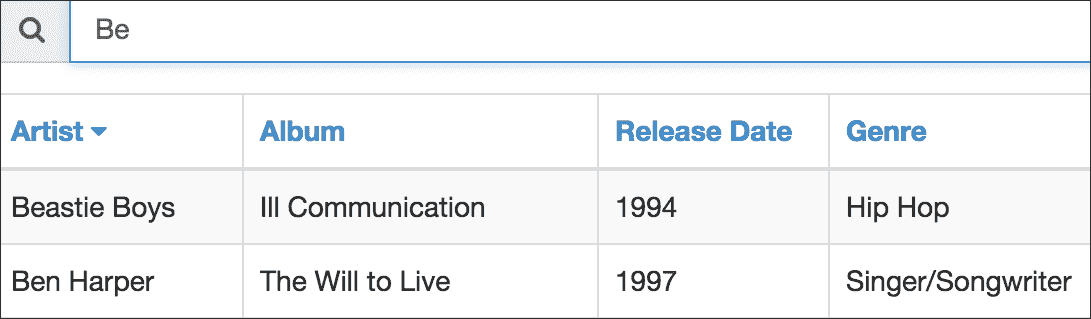 Be
Artist Album Release Date Genre
Beastie Boys Ill Communication 1994 Hip Hop
Ben Harper The Will to Live 1997 Singer/Songwriter